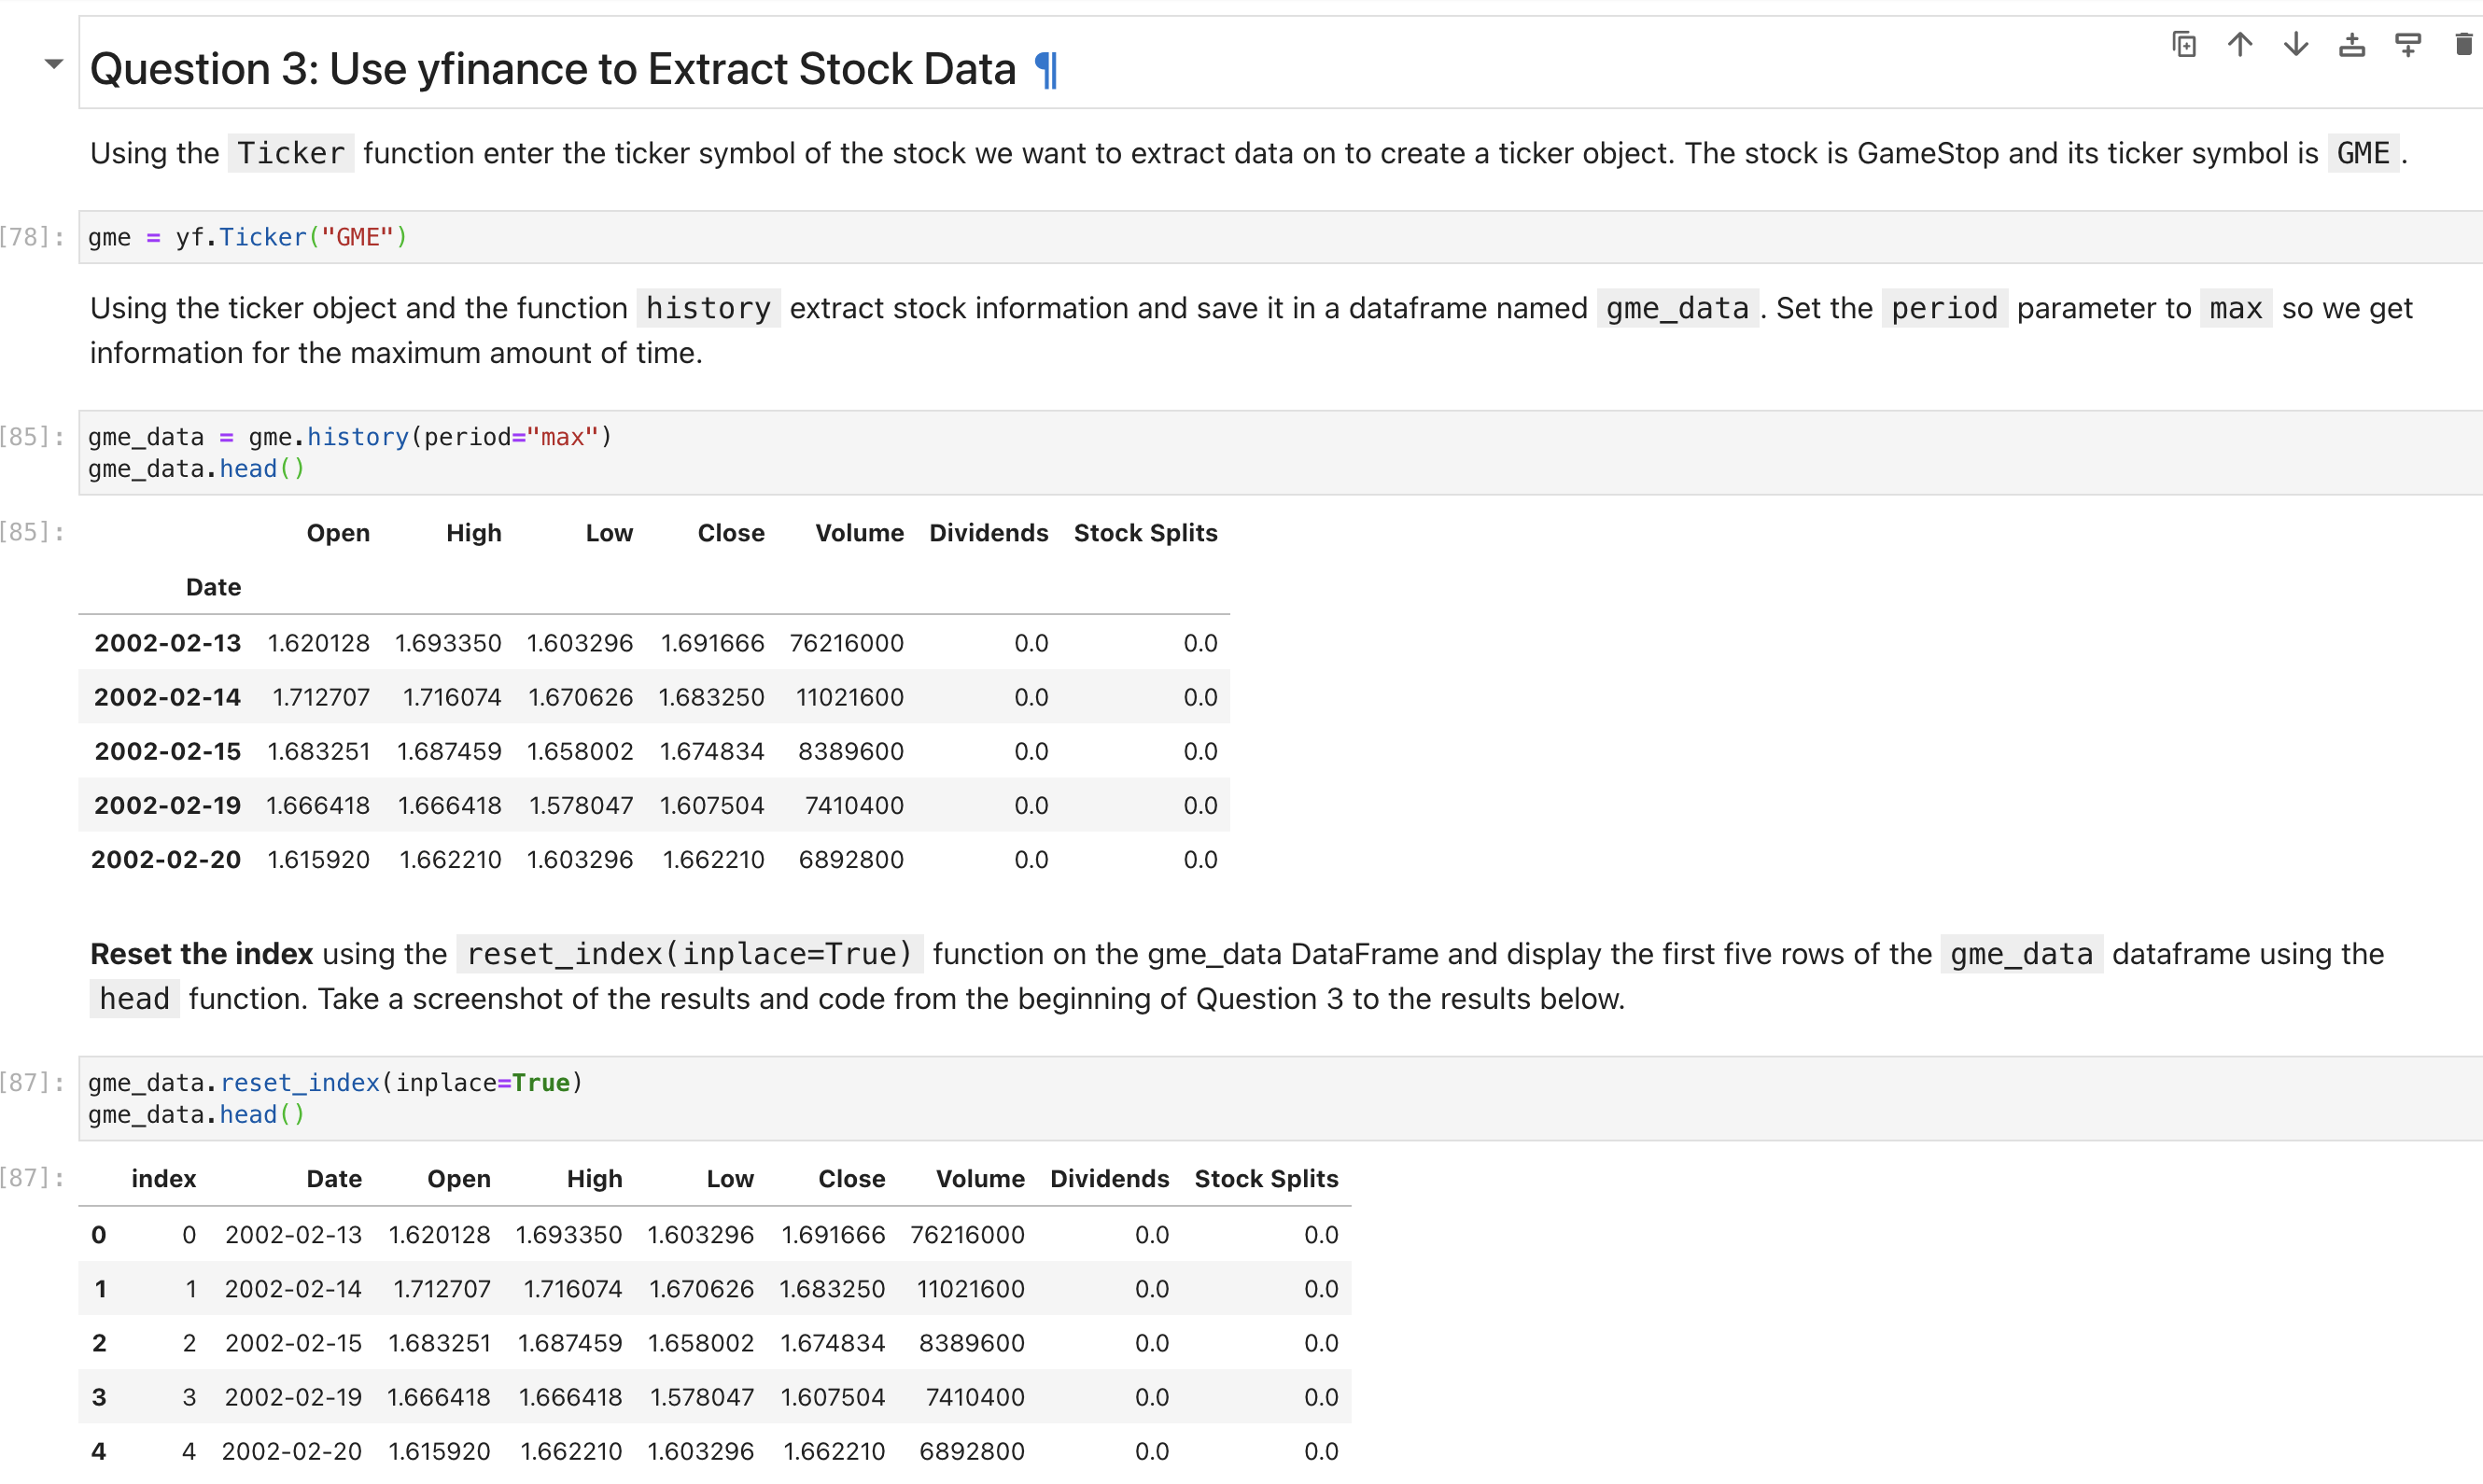 Question 3: Use yfinance to Extract Stock Data ¶
Using the Ticker function enter the ticker symbol of the stock we want to extract data on to create a ticker object. The stock is GameStop and its ticker symbol is GME .
[78]: gme = yf.Ticker("GME")
Using the ticker object and the function history extract stock information and save it in a dataframe named gme_data . Set the period parameter to max so we get
information for the maximum amount of time.
[85]: gme_data = gme.history(period="max")
gme_data.head()
[85]: Open High Low Close Volume Dividends Stock Splits
Date
2002-02-13 1.620128 1.693350 1.603296 1.691666 76216000 0.0 0.0
2002-02-14 1.712707 1.716074 1.670626 1.683250 11021600 0.0 0.0
2002-02-15 1.683251 1.687459 1.658002 1.674834 8389600 0.0 0.0
2002-02-19 1.666418 1.666418 1.578047 1.607504 7410400 0.0 0.0
2002-02-20 1.615920 1.662210 1.603296 1.662210 6892800 0.0 0.0
Reset the index using the reset_index(inplace=True) function on the gme_data DataFrame and display the first five rows of the gme_data dataframe using the
head function. Take a screenshot of the results and code from the beginning of Question 3 to the results below.
[87]: gme_data.reset_index(inplace=True)
gme_data.head()
[87]: index Date Open High Low Close Volume Dividends Stock Splits
0 0 2002-02-13 1.620128 1.693350 1.603296 1.691666 76216000 0.0 0.0
1 1 2002-02-14 1.712707 1.716074 1.670626 1.683250 11021600 0.0 0.0
2 2 2002-02-15 1.683251 1.687459 1.658002 1.674834 8389600 0.0 0.0
3 3 2002-02-19 1.666418 1.666418 1.578047 1.607504 7410400 0.0 0.0
4 4 2002-02-20 1.615920 1.662210 1.603296 1.662210 6892800 0.0 0.0